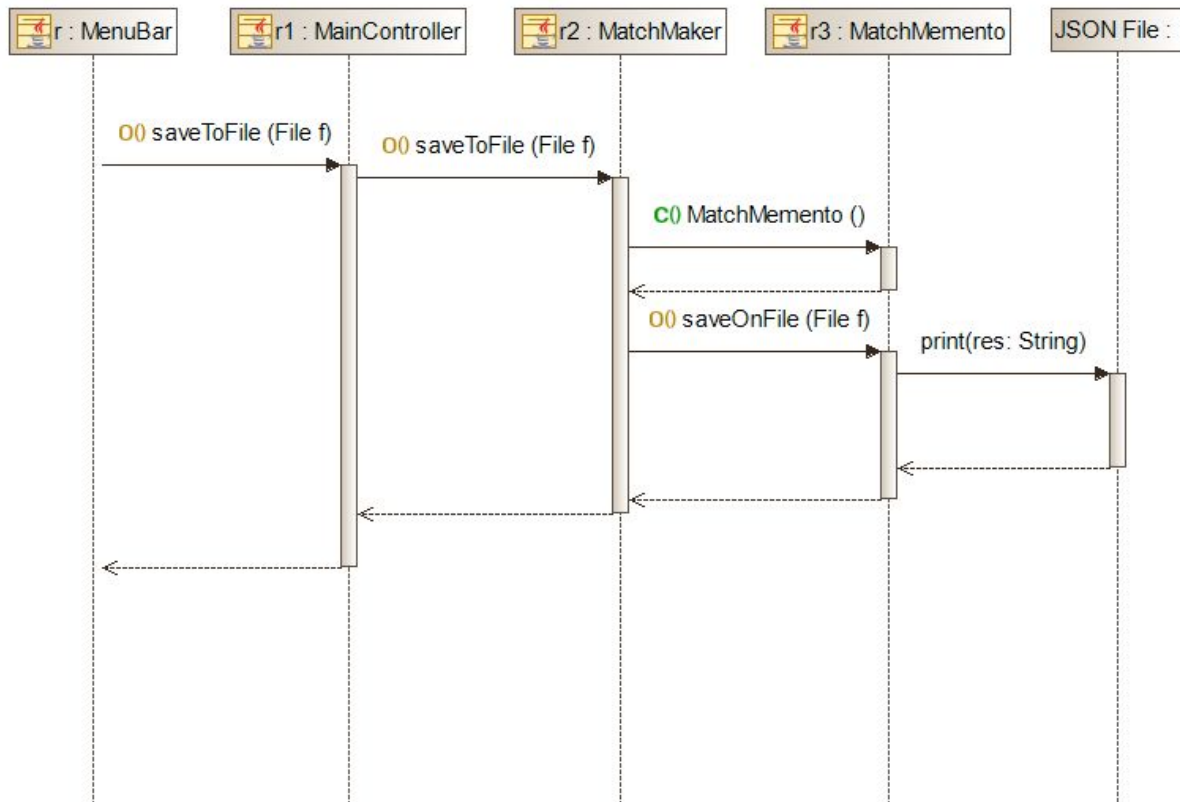 r : MenuBar
r1 : MainController
r2 : MatchMaker
r3 : MatchMemento
JSON File :
O() saveToFile (File f)
O() saveToFile (File f)
C() MatchMemento ()
O() saveOnFile (File f)
print(res: String)